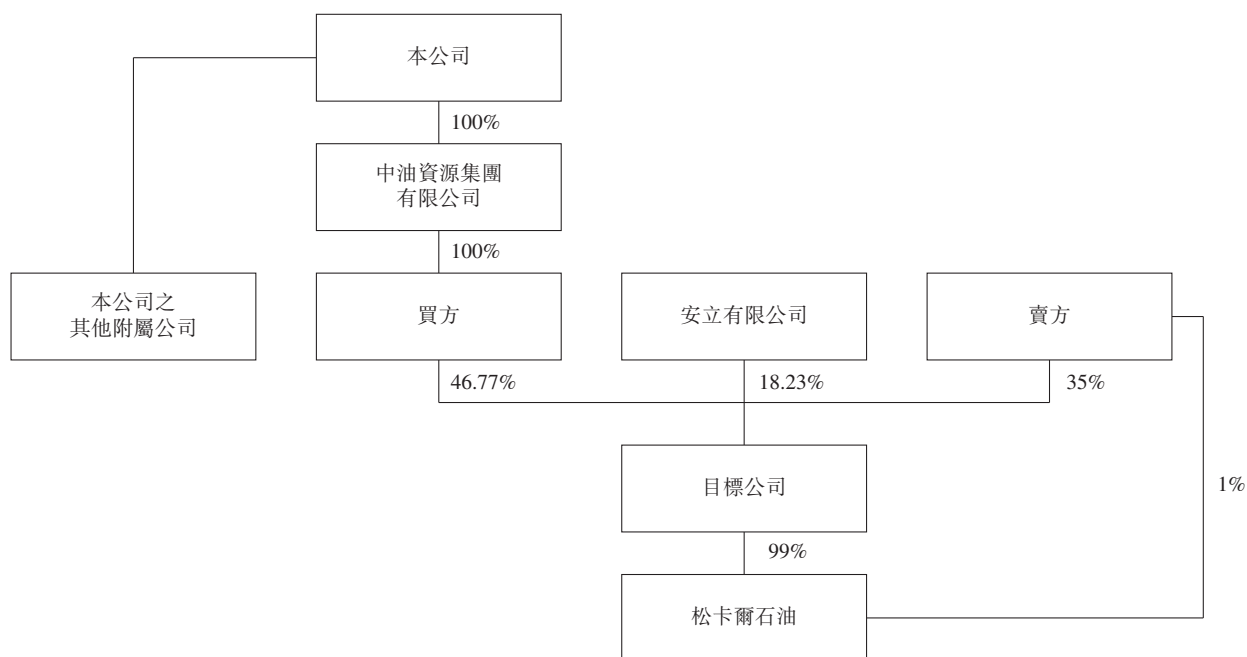 本公司
100%
中油資源集團
有限公司
100%
本公司之
其他附屬公司
買方
安立有限公司
賣方
46.77%
18.23%
35%
目標公司
1%
99%
松卡爾石油